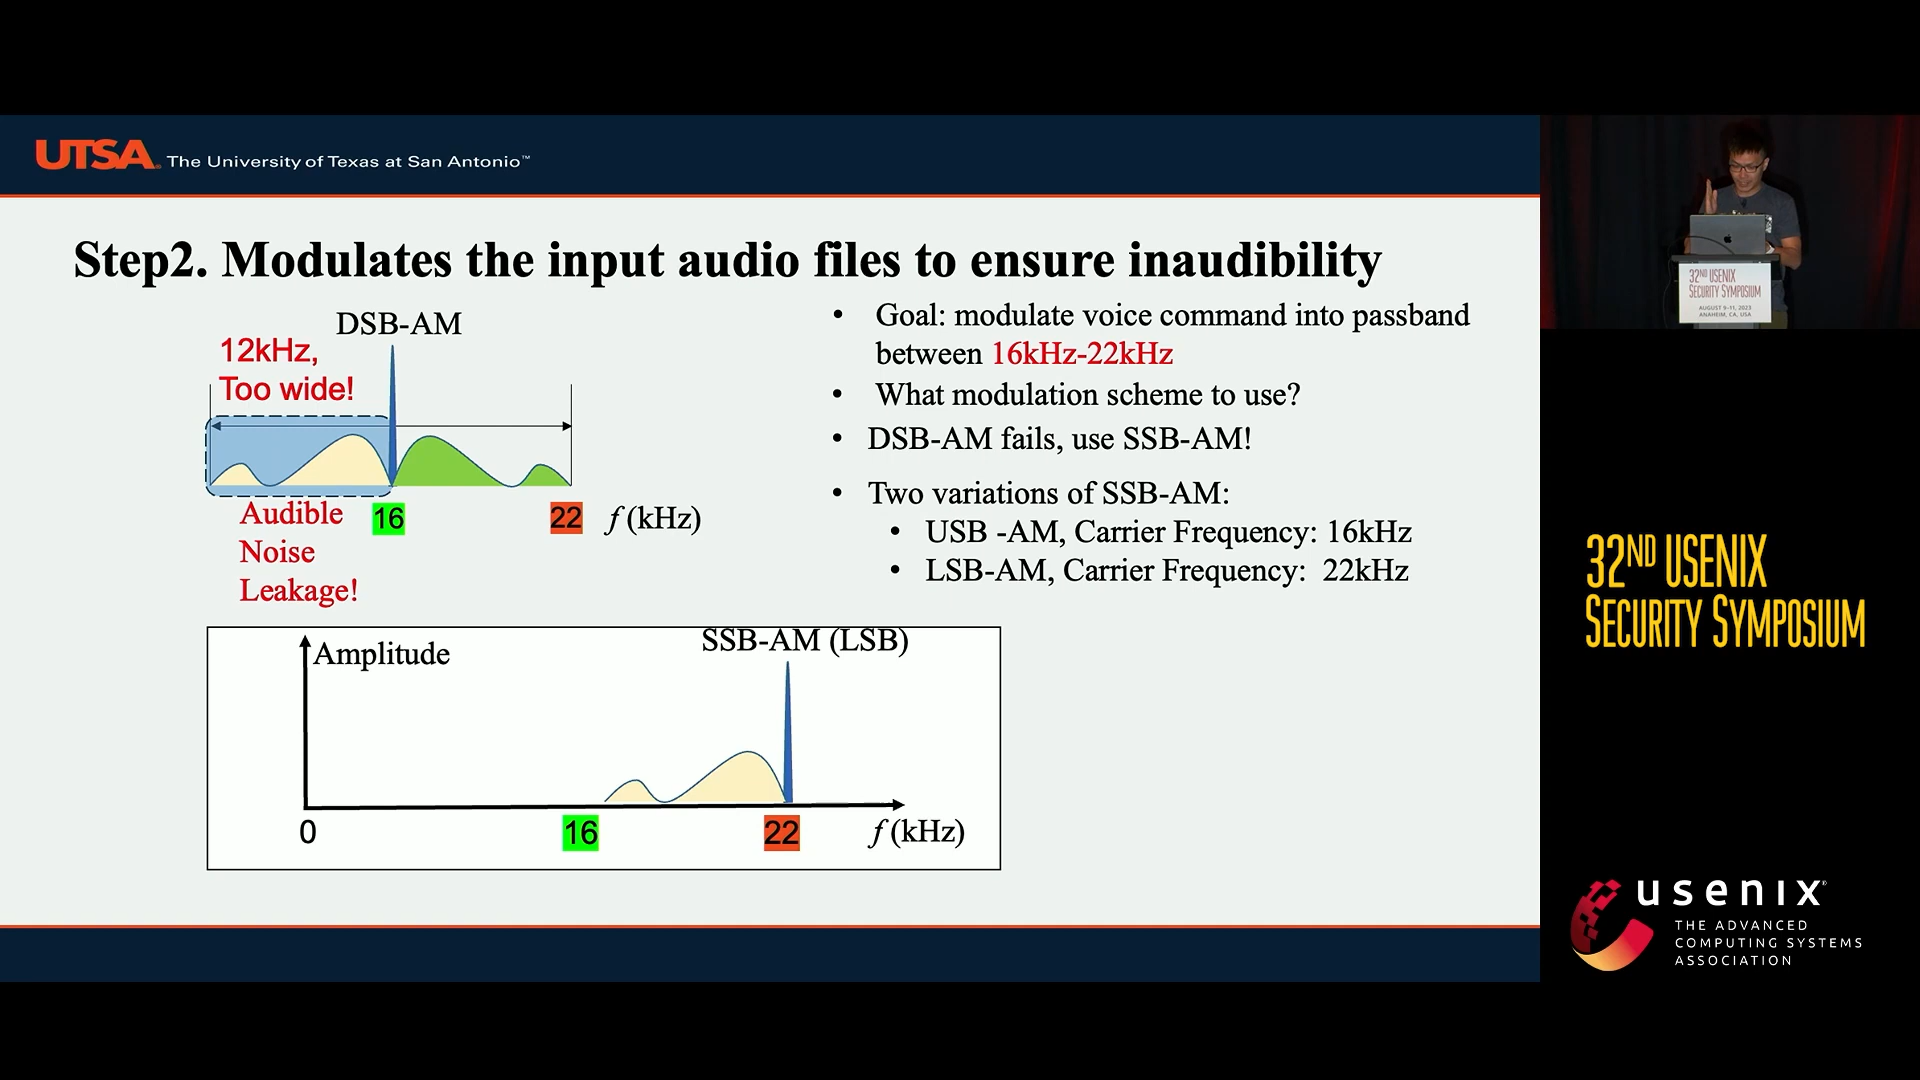 UTSA. The University of Texas at San Antonio™
Step2. Modulates the input audio files to ensure inaudibility
DSB-AM
12kHz,
Too wide!
Audible
Noise
Leakage!
16
22
f (kHz)
• Goal: modulate voice command into passband
between 16kHz-22kHz
• What modulation scheme to use?
• DSB-AM fails, use SSB-AM!
• Two variations of SSB-AM:
• USB -AM, Carrier Frequency: 16kHz
• LSB-AM, Carrier Frequency: 22kHz
Amplitude
SSB-AM (LSB)
0
16
22
f (kHz)
32ND USENIX
SECURITY SYMPOSIUM
AUGUST 9–11, 2023
ANAHEIM, CA, USA
32ND USENIX
SECURITY SYMPOSIUM
usenix®
THE ADVANCED
COMPUTING SYSTEMS
ASSOCIATION